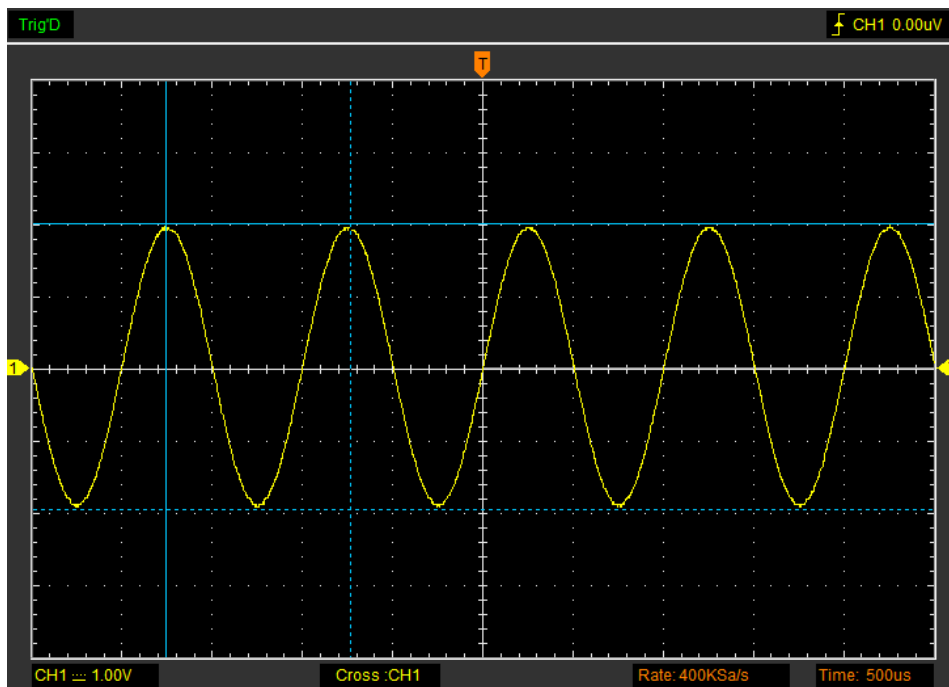 Trig'D
CH1 0.00uV
T
1
CH1 ⎓ 1.00V
Cross :CH1
Rate: 400KSa/s
Time: 500us